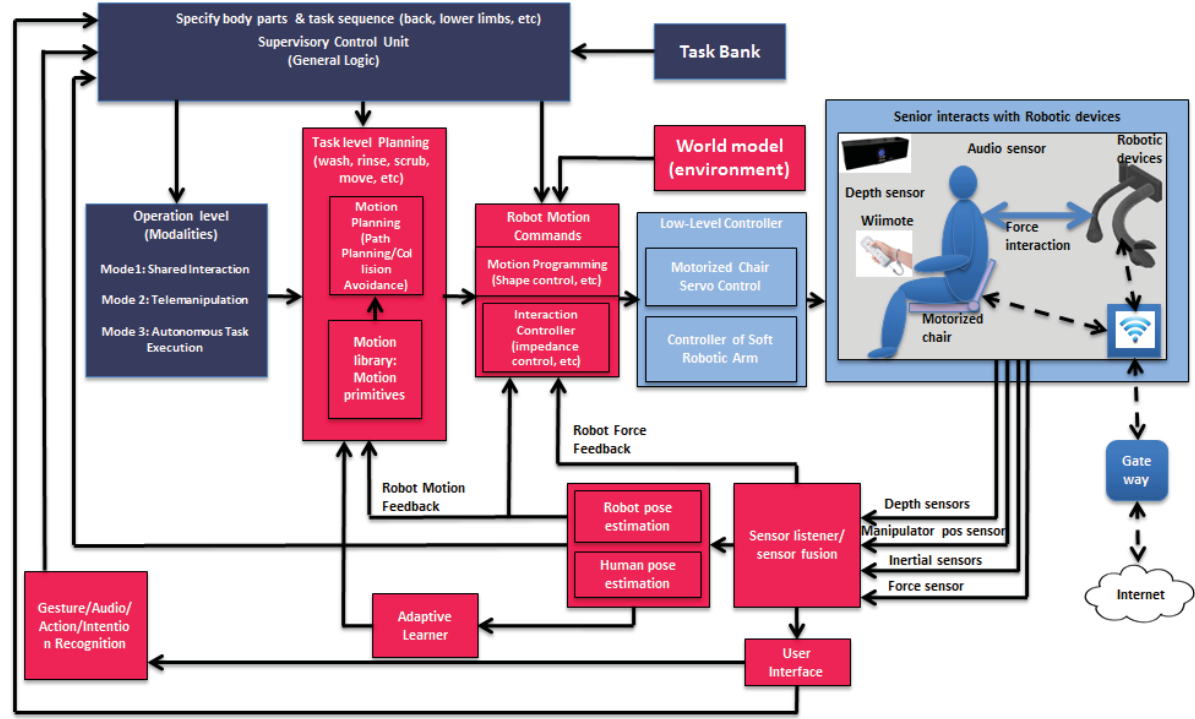 Specify body parts & task sequence (back, lower limbs, etc)
Supervisory Control Unit
(General Logic)
Task Bank
Senior interacts with Robotic devices
Audio sensor
Robotic
devices
Depth sensor
Wiimote
Force
interaction
Motorized
chair
Task level Planning
(wash, rinse, scrub,
move, etc)
Motion
Planning
(Path
Planning/Col
lision
Avoidance)
Motion
library:
Motion
primitives
World model
(environment)
Operation level
(Modalities)
Mode1: Shared Interaction
Mode 2: Telemanipulation
Mode 3: Autonomous Task
Execution
Robot Motion
Commands
Motion Programming
(Shape control, etc)
Interaction
Controller
(impedance
control, etc)
Low-Level Controller
Motorized Chair
Servo Control
Controller of Soft
Robotic Arm
Robot Force
Feedback
Robot Motion
Feedback
Gate
way
Internet
Robot pose
estimation
Human pose
estimation
Sensor listener/
sensor fusion
Depth sensors
Manipulator pos sensor
Inertial sensors
Force sensor
Gesture/Audio/
Action/Intentio
n Recognition
Adaptive
Learner
User
Interface